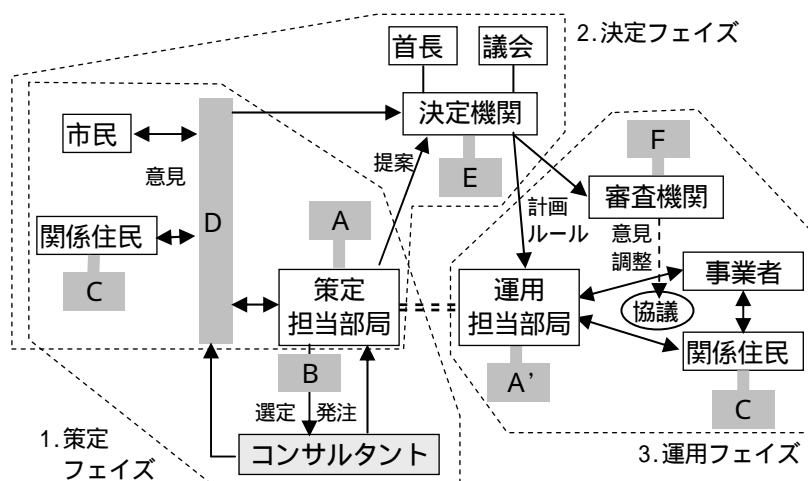 首長
議会
2.決定フェイズ
決定機関
市民
意見
提案
E
F
審査機関
D
A
関係住民
C
計画
ルール
意見
調整
事業者
策定
担当部局
運用
担当部局
協議
関係住民
B
A’
C
選定
発注
1.策定
フェイズ
コンサルタント
3.運用フェイズ